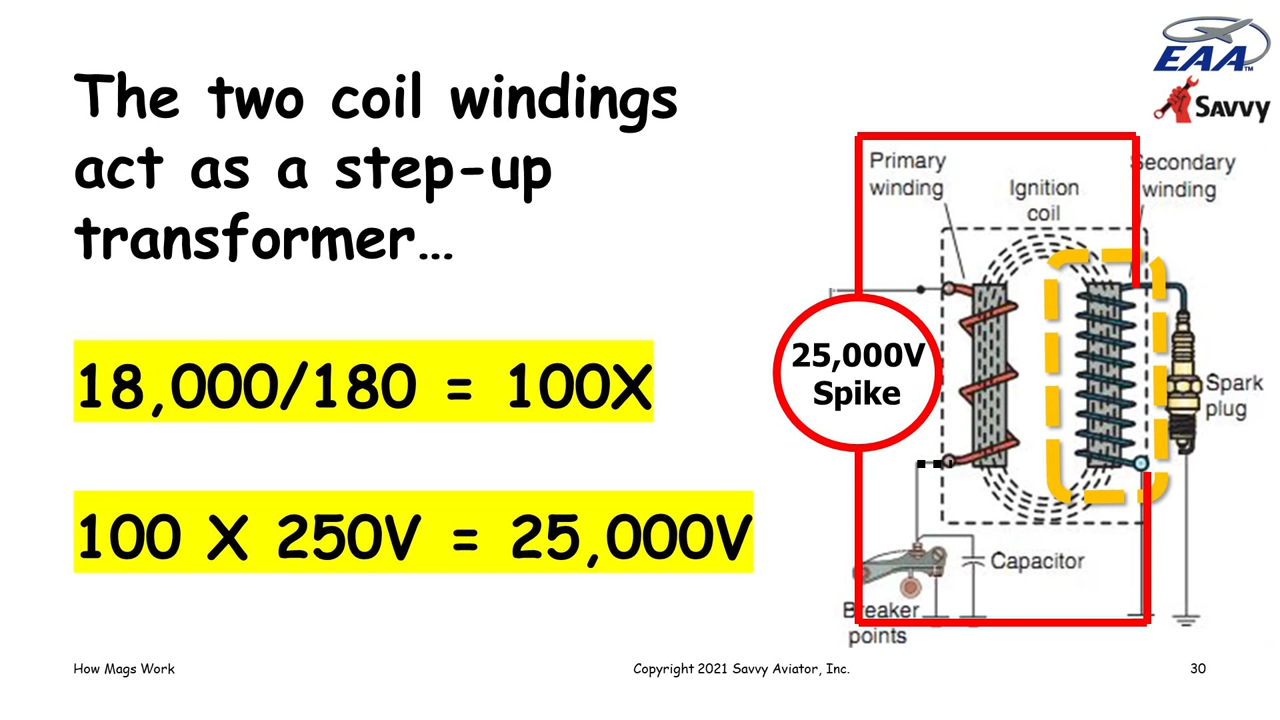 The two coil windings
act as a step-up
transformer…
18,000/180 = 100X
100 X 250V = 25,000V
EAA™
SAVVY
Primary
winding
Ignition
coil
Secondary
winding
25,000V
Spike
Spark
plug
Capacitor
Breaker
points
How Mags Work
Copyright 2021 Savvy Aviator, Inc.
30